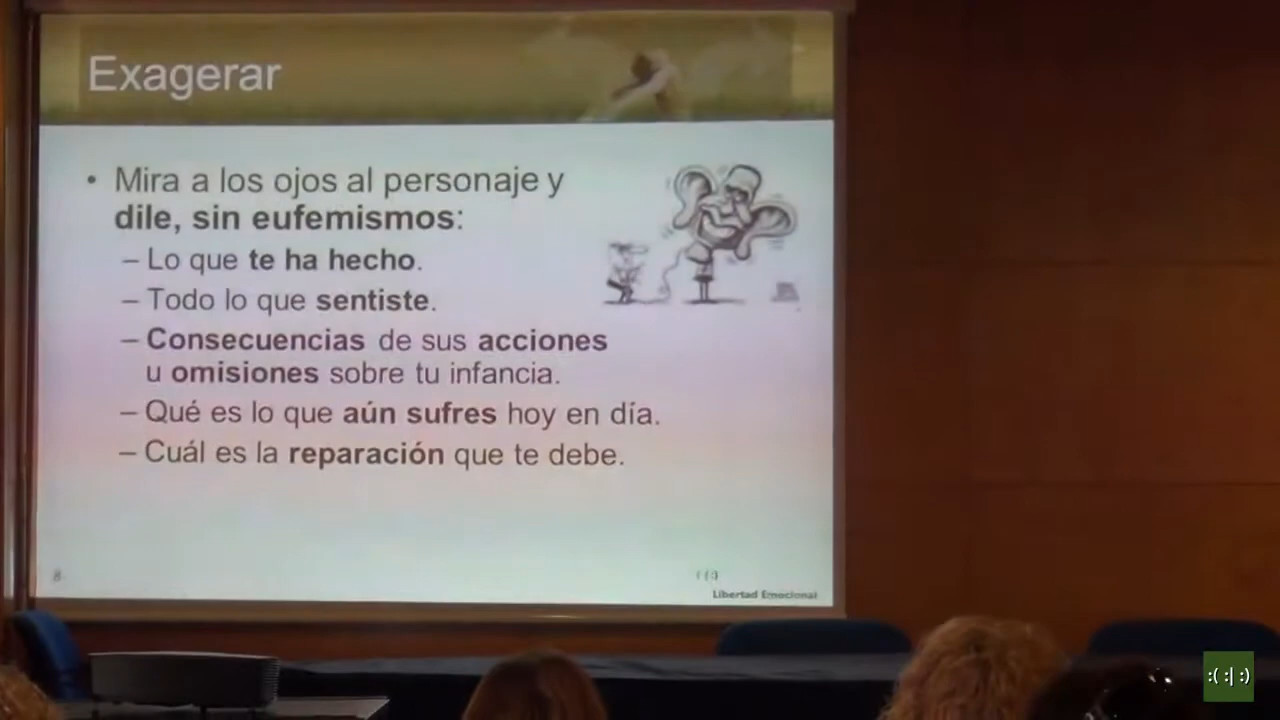 Exagerar
• Mira a los ojos al personaje y
dile, sin eufemismos:
– Lo que te ha hecho.
– Todo lo que sentiste.
– Consecuencias de sus acciones
u omisiones sobre tu infancia.
– Qué es lo que aún sufres hoy en día.
– Cuál es la reparación que te debe.
8
Libertad Emocional
:( :| :)